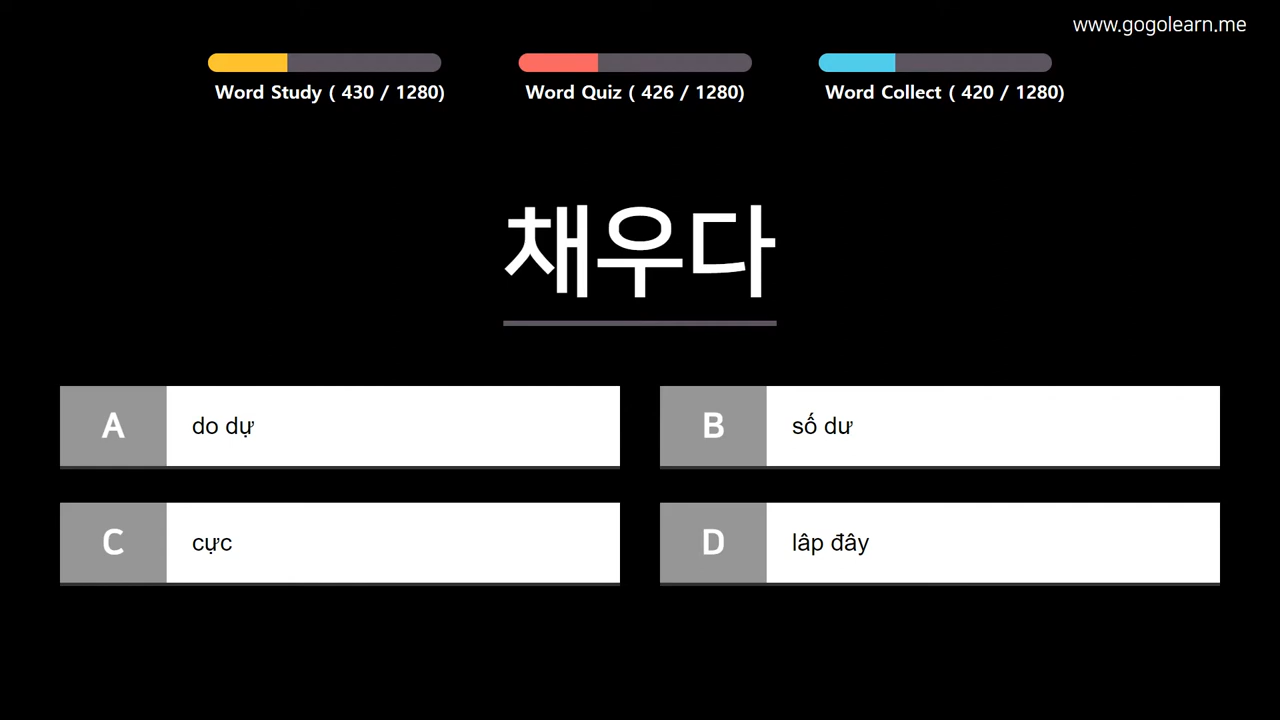 www.gogolearn.me
Word Study ( 430 / 1280)
Word Quiz ( 426 / 1280)
Word Collect ( 420 / 1280)
채우다
A do dự
B số dư
C cực
D lâp đây